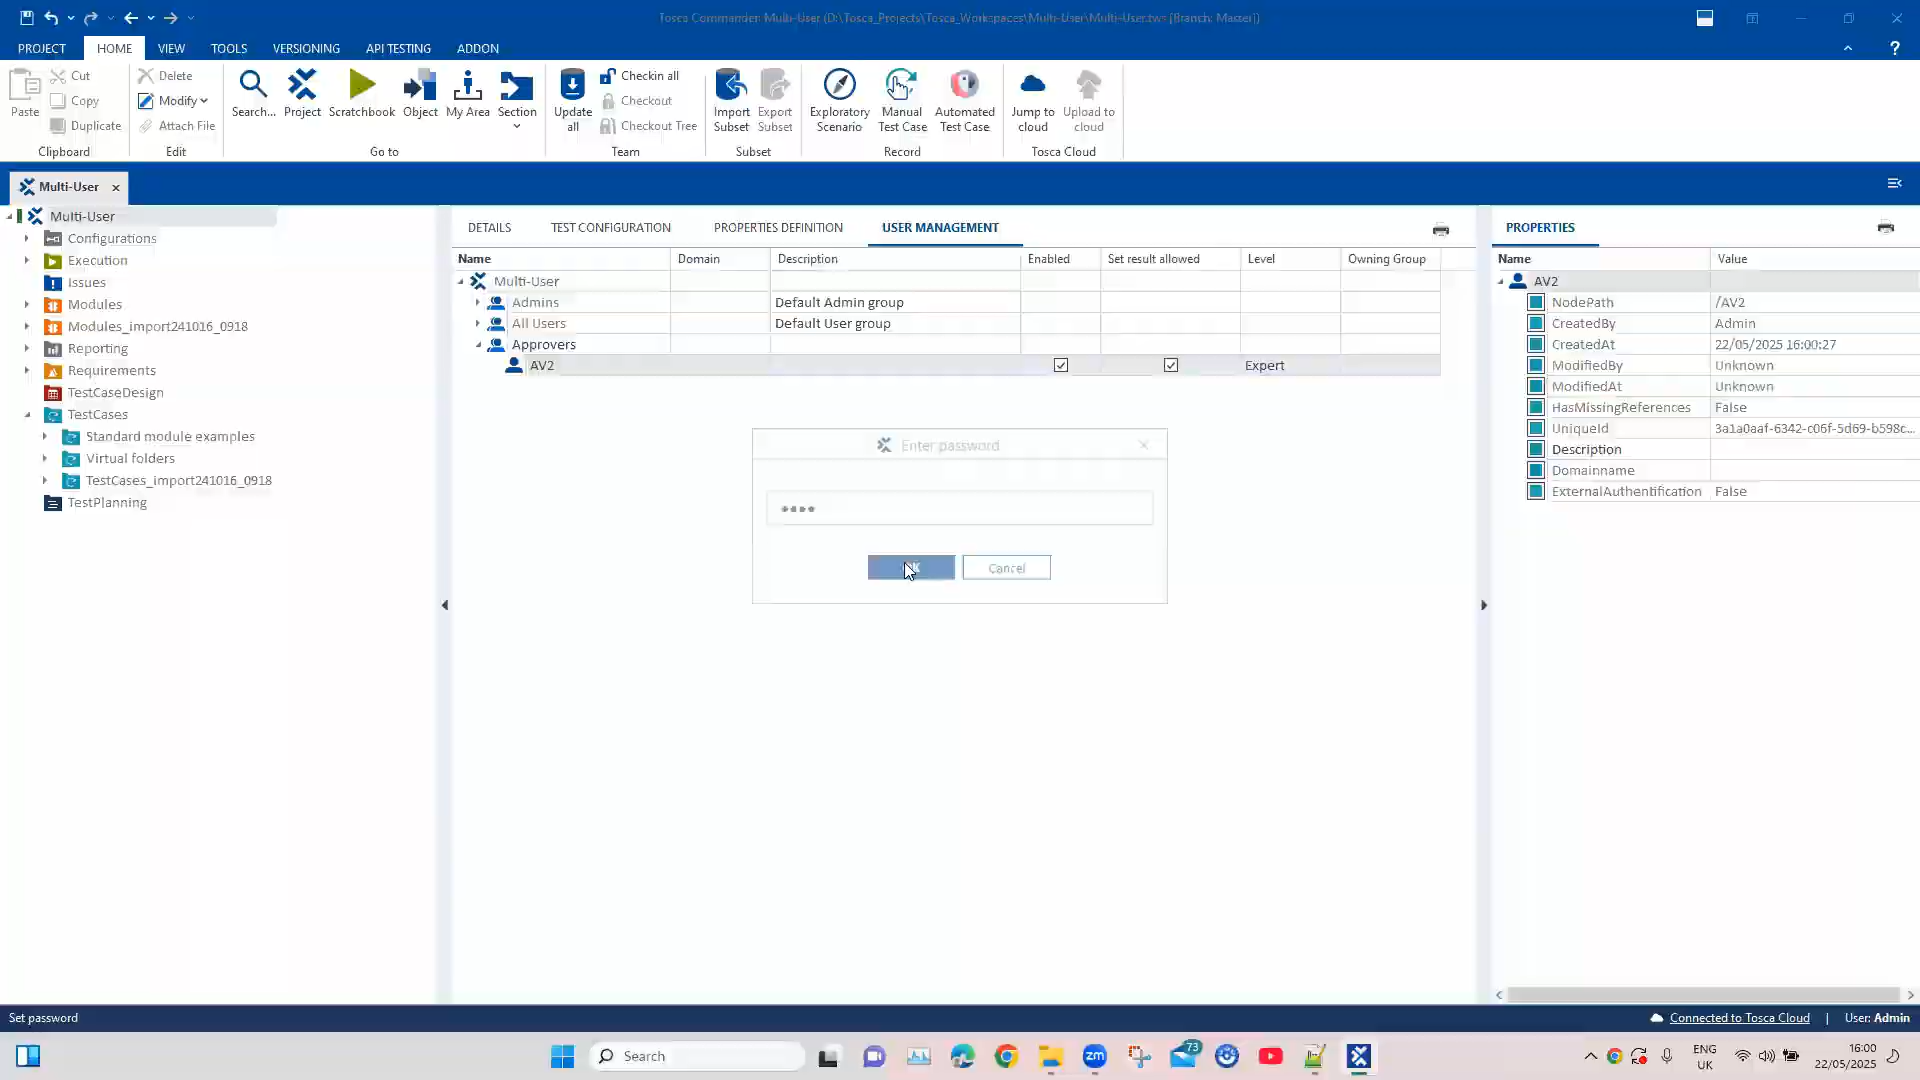 Tosca Commander Multi-User (D:\Tosca_Projects\Tosca_Workspaces\Multi-User\Multi-User.tws [Branch: Master])
PROJECT HOME VIEW TOOLS VERSIONING API TESTING ADDON ?
Paste Cut Copy Duplicate
Delete Modify Attach File
Search... Project Scratchbook Object My Area Section
Update all Checkin all Checkout Checkout Tree
Import Subset Export Subset
Exploratory Scenario Manual Test Case Automated Test Case
Jump to cloud Upload to cloud
Clipboard Edit Go to Team Subset Record Tosca Cloud
Multi-User
Multi-User
Configurations
Execution
Issues
Modules
Modules_import241016_0918
Reporting
Requirements
TestCaseDesign
TestCases
Standard module examples
Virtual folders
TestCases_import241016_0918
TestPlanning
DETAILS TEST CONFIGURATION PROPERTIES DEFINITION USER MANAGEMENT
Name Domain Description Enabled Set result allowed Level Owning Group
Multi-User
Admins Default Admin group
All Users Default User group
Approvers
AV2 Expert
Enter password
Cancel
PROPERTIES
Name Value
AV2
NodePath /AV2
CreatedBy Admin
CreatedAt 22/05/2025 16:00:27
ModifiedBy Unknown
ModifiedAt Unknown
HasMissingReferences False
UniqueId 3a1a0aaf-6342-c06f-5d69-b598c...
Description
Domainname
ExternalAuthentification False
Set password
Connected to Tosca Cloud | User: Admin
Search
zm
73
ENG
UK
16:00
22/05/2025